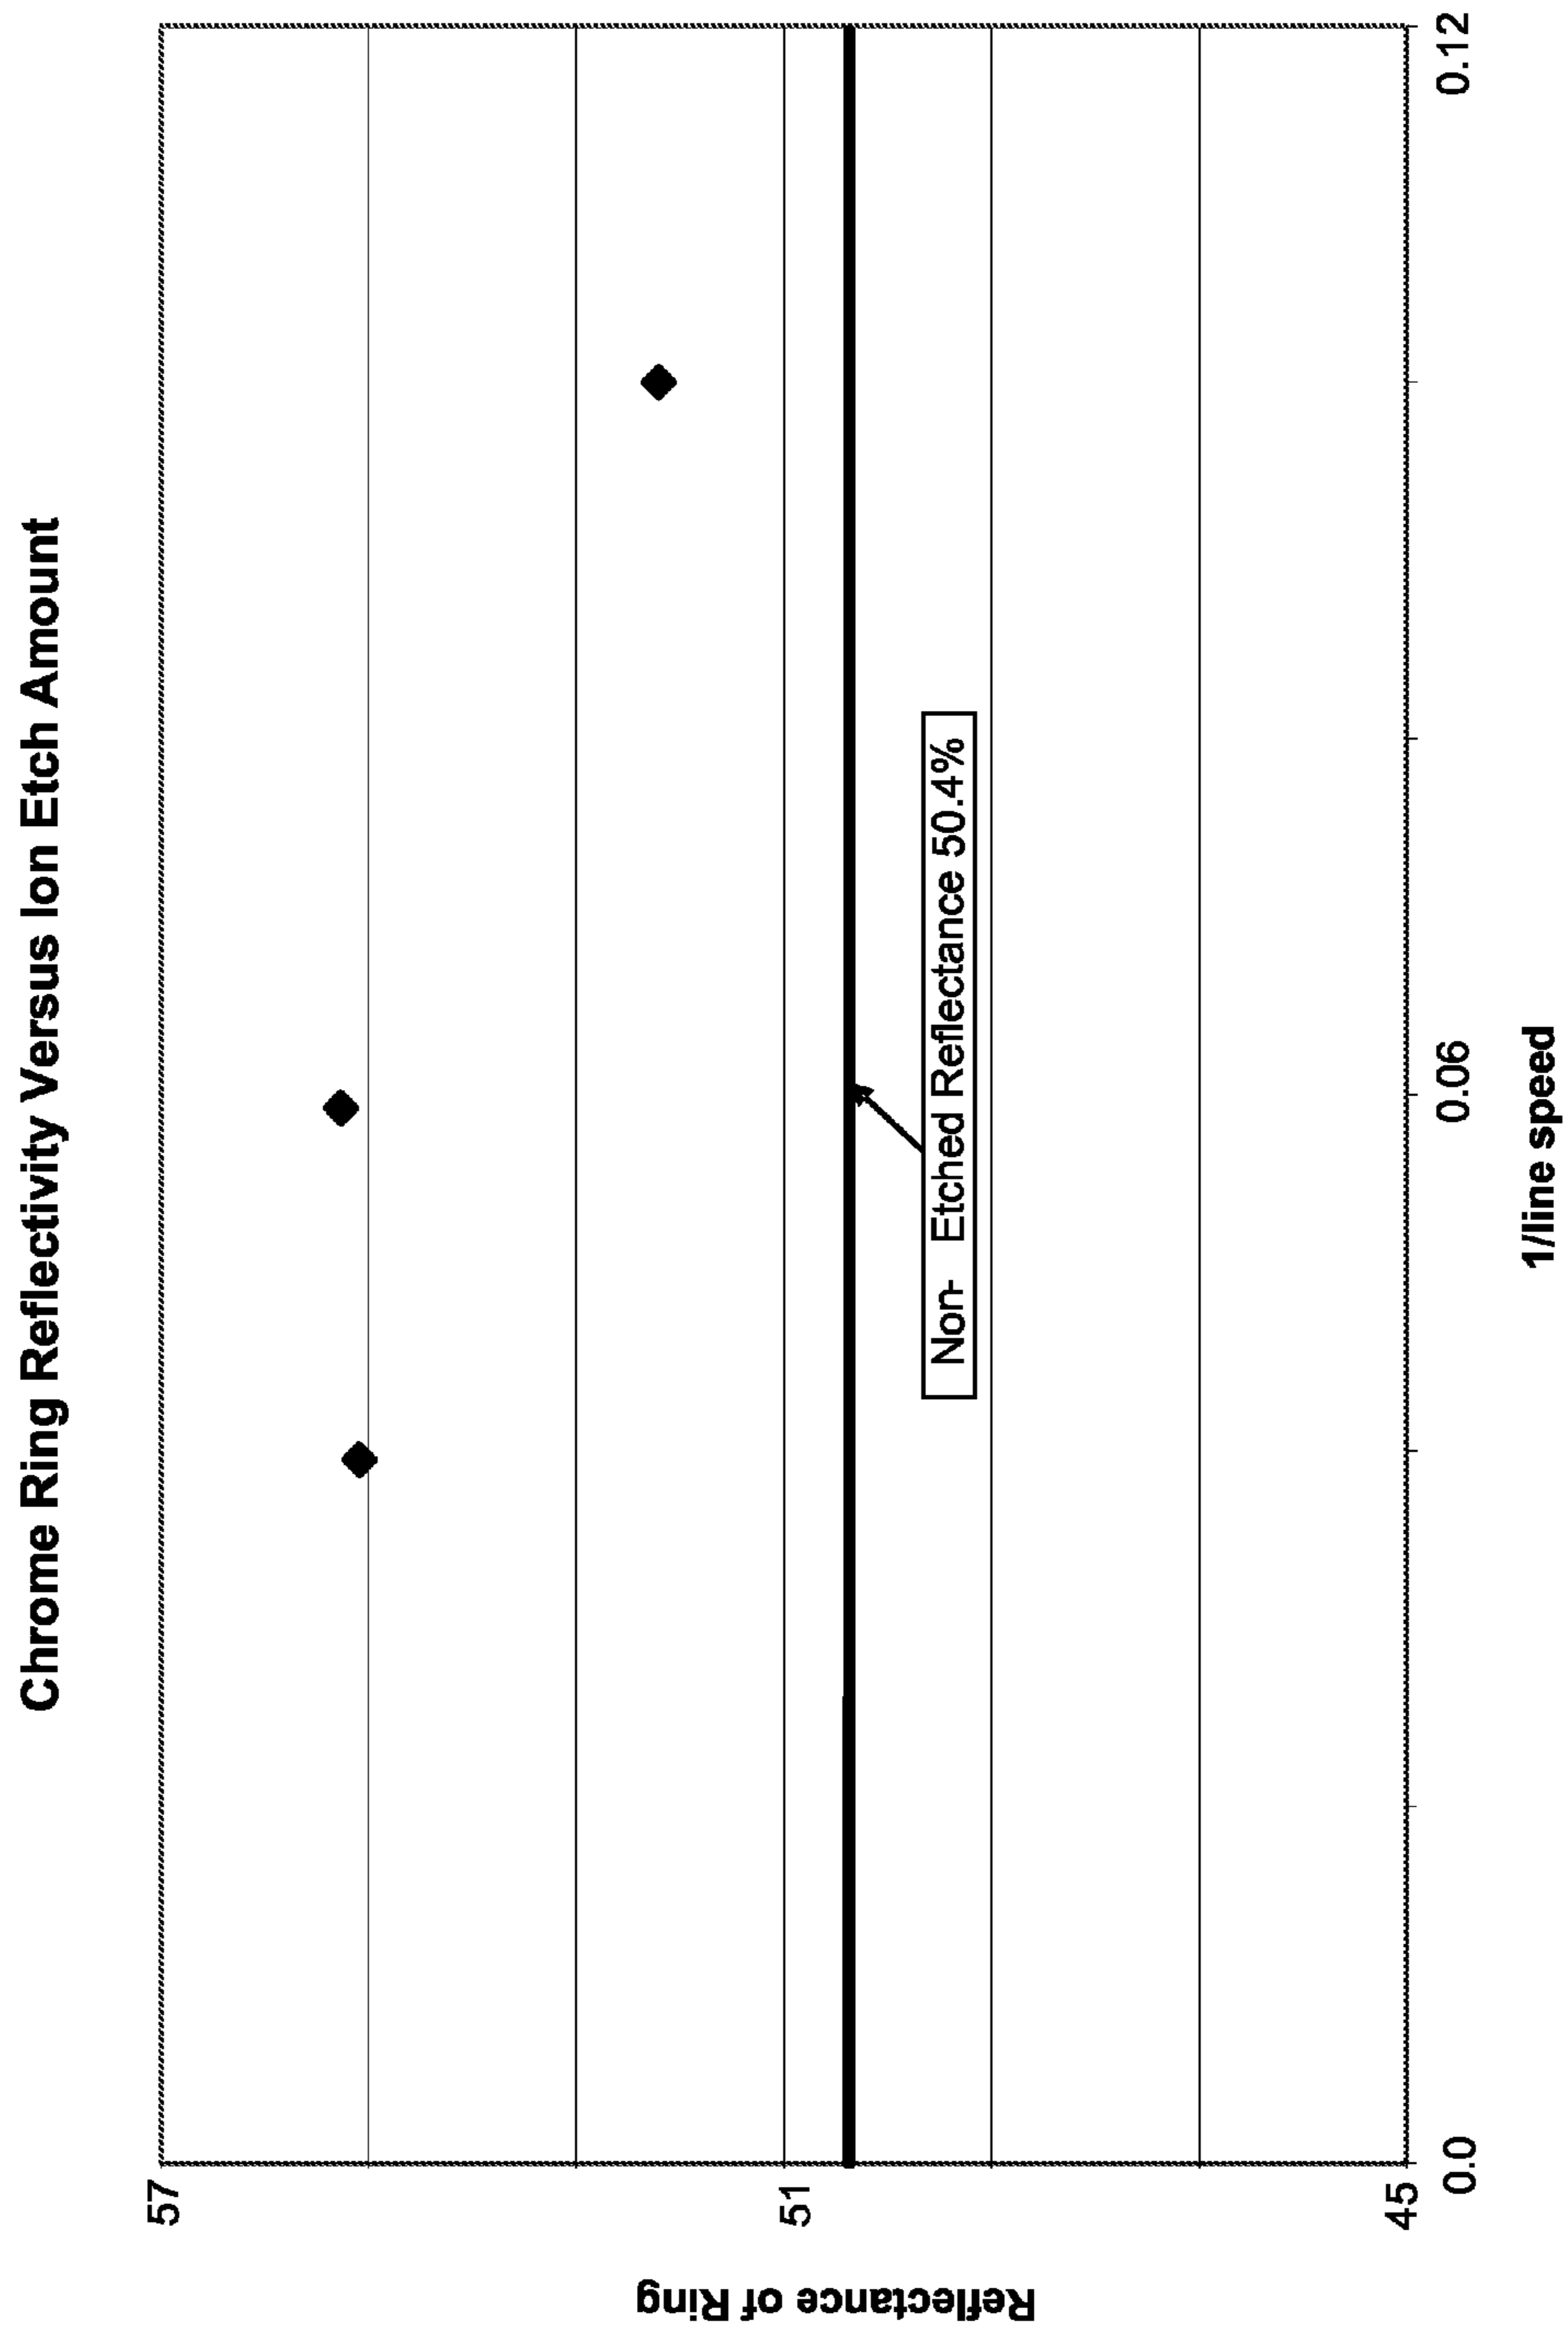 Chrome Ring Reflectivity Versus Ion Etch Amount
57
51
45
Reflectance of Ring
Non- Etched Reflectance 50.4%
0.0
0.06
0.12
1/line speed